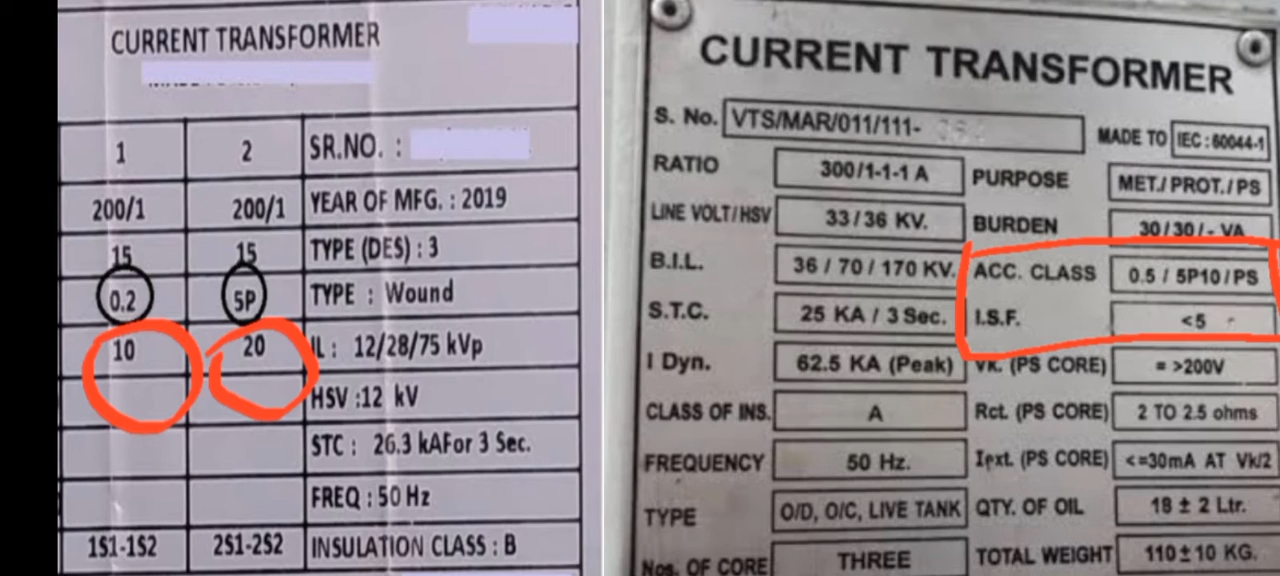 CURRENT TRANSFORMER
1 2 SR.NO. :
200/1 200/1 YEAR OF MFG. : 2019
15 15 TYPE (DES) : 3
0.2 5P TYPE : Wound
10 20 IL : 12/28/75 kVp
HSV :12 kV
STC : 26.3 kAFor 3 Sec.
FREQ : 50 Hz
1S1-1S2 2S1-2S2 INSULATION CLASS : B
CURRENT TRANSFORMER
S. No. VTS/MAR/011/111- MADE TO IEC : 60044-1
RATIO 300/1-1-1 A PURPOSE MET./ PROT. / PS
LINE VOLT/HSV 33/36 KV. BURDEN 30/30/- VA
B.I.L. 36 / 70 / 170 KV. ACC. CLASS 0.5 / 5P10/PS
S.T.C. 25 KA / 3 Sec. I.S.F. <5
I Dyn. 62.5 KA (Peak) Vk. (PS CORE) = >200V
CLASS OF INS. A Rct. (PS CORE) 2 TO 2.5 ohms
FREQUENCY 50 Hz. Iext. (PS CORE) <=30mA AT Vk/2
TYPE O/D, O/C, LIVE TANK QTY. OF OIL 18 ± 2 Ltr.
Nos. OF CORE THREE TOTAL WEIGHT 110±10 KG.